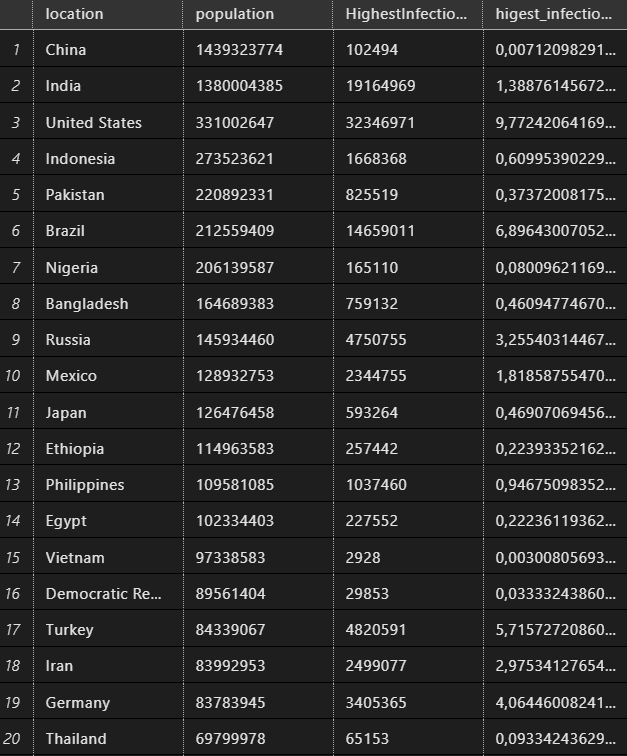 location population HighestInfectio... higest_infectio...
1 China 1439323774 102494 0,00712098291...
2 India 1380004385 19164969 1,38876145672...
3 United States 331002647 32346971 9,77242064169...
4 Indonesia 273523621 1668368 0,60995390229...
5 Pakistan 220892331 825519 0,37372008175...
6 Brazil 212559409 14659011 6,89643007052...
7 Nigeria 206139587 165110 0,08009621169...
8 Bangladesh 164689383 759132 0,46094774670...
9 Russia 145934460 4750755 3,25540314467...
10 Mexico 128932753 2344755 1,81858755470...
11 Japan 126476458 593264 0,46907069456...
12 Ethiopia 114963583 257442 0,22393352162...
13 Philippines 109581085 1037460 0,94675098352...
14 Egypt 102334403 227552 0,22236119362...
15 Vietnam 97338583 2928 0,00300805693...
16 Democratic Re... 89561404 29853 0,03333243860...
17 Turkey 84339067 4820591 5,71572720860...
18 Iran 83992953 2499077 2,97534127654...
19 Germany 83783945 3405365 4,06446008241...
20 Thailand 69799978 65153 0,09334243629...